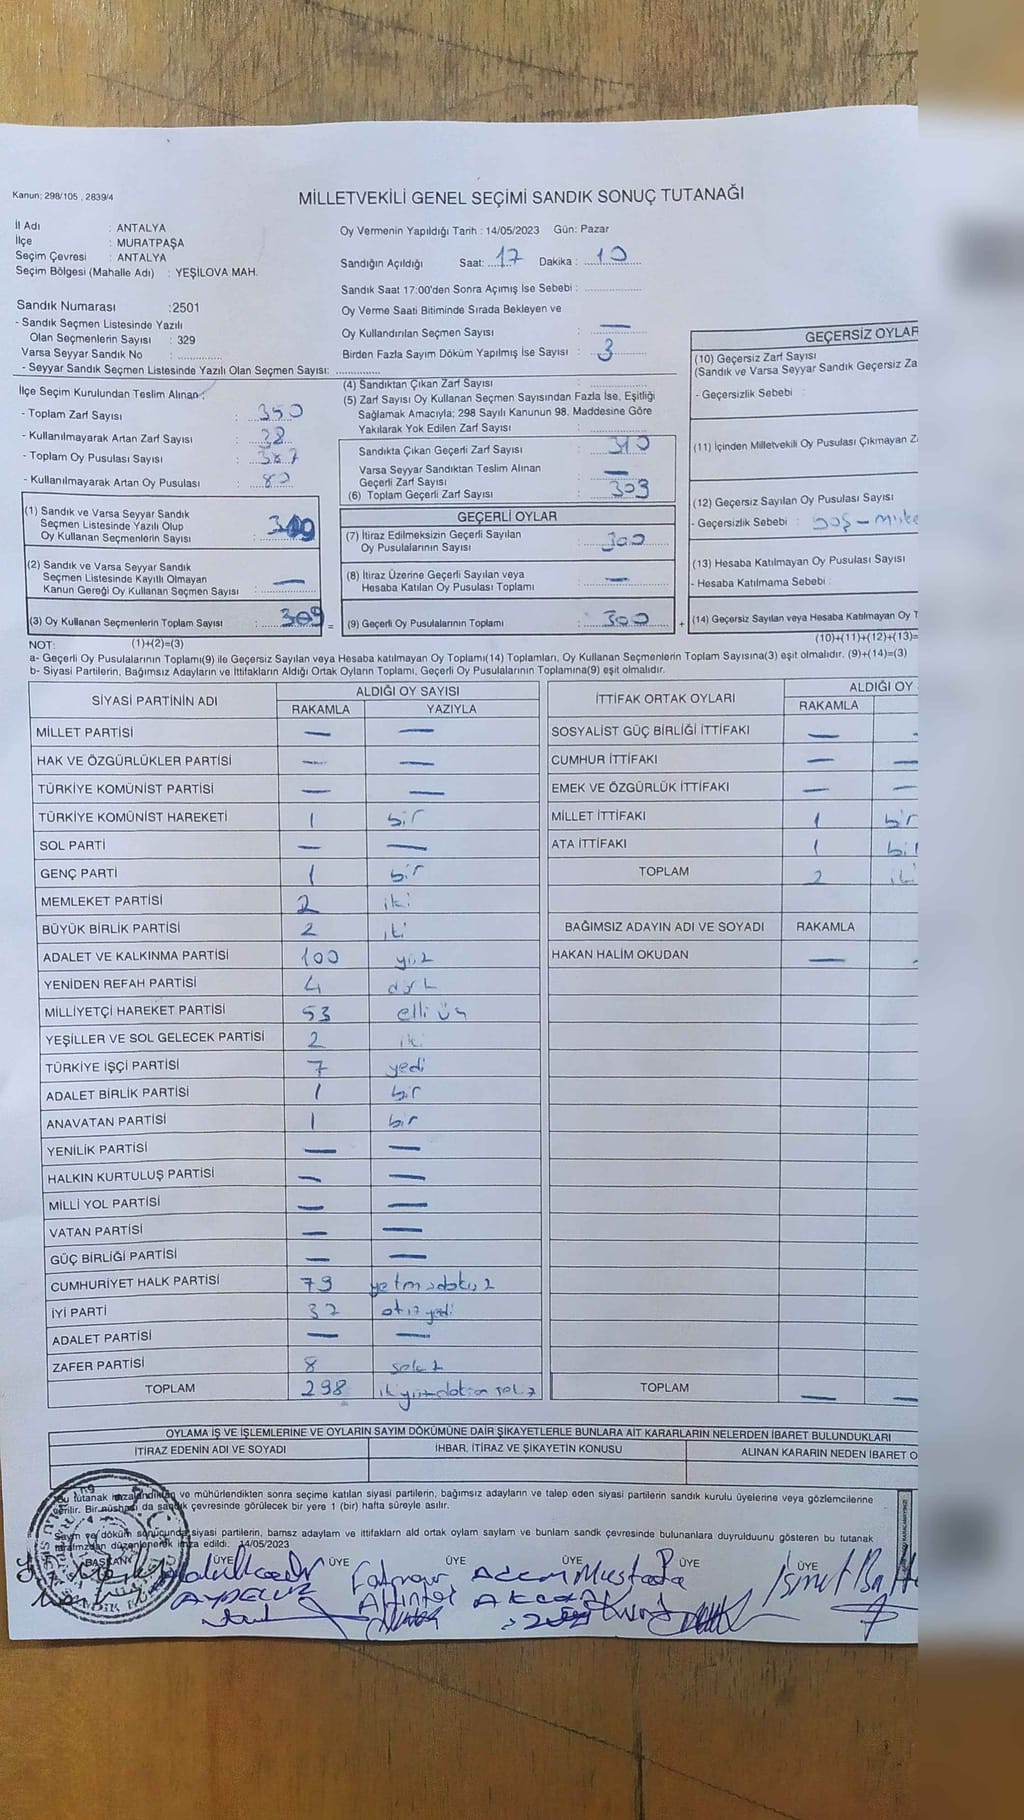 Kanun: 298/105 , 2839/4
MİLLETVEKİLİ GENEL SEÇİMİ SANDIK SONUÇ TUTANAĞI
İl Adı : ANTALYA
İlçe : MURATPAŞA
Seçim Çevresi : ANTALYA
Seçim Bölgesi (Mahalle Adı) : YEŞİLOVA MAH.
Oy Vermenin Yapıldığı Tarih : 14/05/2023 Gün: Pazar
Sandığın Açıldığı Saat: 17 Dakika : 10
Sandık Saat 17:00'den Sonra Açımış İse Sebebi :
Oy Verme Saati Bitiminde Sırada Bekleyen ve
Oy Kullandırılan Seçmen Sayısı : —
Birden Fazla Sayım Döküm Yapılmış İse Sayısı : 3
Sandık Numarası :2501
- Sandık Seçmen Listesinde Yazılı
Olan Seçmenlerin Sayısı : 329
Varsa Seyyar Sandık No :
- Seyyar Sandık Seçmen Listesinde Yazılı Olan Seçmen Sayısı:
İlçe Seçim Kurulundan Teslim Alınan ;
- Toplam Zarf Sayısı : 350
- Kullanılmayarak Artan Zarf Sayısı :
- Toplam Oy Pusulası Sayısı :
- Kullanılmayarak Artan Oy Pusulası : 80
(1) Sandık ve Varsa Seyyar Sandık
Seçmen Listesinde Yazılı Olup
Oy Kullanan Seçmenlerin Sayısı :
(2) Sandık ve Varsa Seyyar Sandık
Seçmen Listesinde Kayıtlı Olmayan
Kanun Gereği Oy Kullanan Seçmen Sayısı : —
(3) Oy Kullanan Seçmenlerin Toplam Sayısı : 309 =
(4) Sandıktan Çıkan Zarf Sayısı :
(5) Zarf Sayısı Oy Kullanan Seçmen Sayısından Fazla İse, Eşitliği
Sağlamak Amacıyla; 298 Sayılı Kanunun 98. Maddesine Göre
Yakılarak Yok Edilen Zarf Sayısı :
Sandıkta Çıkan Geçerli Zarf Sayısı : 310
Varsa Seyyar Sandıktan Teslim Alınan
Geçerli Zarf Sayısı : —
(6) Toplam Geçerli Zarf Sayısı : 303
GEÇERLİ OYLAR
(7) İtiraz Edilmeksizin Geçerli Sayılan
Oy Pusulalarının Sayısı : 300
(8) İtiraz Üzerine Geçerli Sayılan veya
Hesaba Katılan Oy Pusulası Toplamı : —
(9) Geçerli Oy Pusulalarının Toplamı : 300 +
GEÇERSİZ OYLAR
(10) Geçersiz Zarf Sayısı
(Sandık ve Varsa Seyyar Sandık Geçersiz Za
- Geçersizlik Sebebi :
(11) İçinden Milletvekili Oy Pusulası Çıkmayan Z
(12) Geçersiz Sayılan Oy Pusulası Sayısı
- Geçersizlik Sebebi :
(13) Hesaba Katılmayan Oy Pusulası Sayısı
- Hesaba Katılmama Sebebi :
(14) Geçersiz Sayılan veya Hesaba Katılmayan Oy T
(10)+(11)+(12)+(13)=
NOT: (1)+(2)=(3)
a- Geçerli Oy Pusulalarının Toplamı(9) ile Geçersiz Sayılan veya Hesaba katılmayan Oy Toplamı(14) Toplamları, Oy Kullanan Seçmenlerin Toplam Sayısına(3) eşit olmalıdır. (9)+(14)=(3)
b- Siyasi Partilerin, Bağımsız Adayların ve İttifakların Aldığı Ortak Oyların Toplamı, Geçerli Oy Pusulalarının Toplamına(9) eşit olmalıdır.
SİYASİ PARTİNİN ADI ALDIĞI OY SAYISI
RAKAMLA YAZIYLA
MİLLET PARTİSİ — —
HAK VE ÖZGÜRLÜKLER PARTİSİ — —
TÜRKİYE KOMÜNİST PARTİSİ — —
TÜRKİYE KOMÜNİST HAREKETİ 1 bir
SOL PARTİ — —
GENÇ PARTİ 1 bir
MEMLEKET PARTİSİ 2 iki
BÜYÜK BİRLİK PARTİSİ 2 iki
ADALET VE KALKINMA PARTİSİ 100 yüz
YENİDEN REFAH PARTİSİ 4 dört
MİLLİYETÇİ HAREKET PARTİSİ 53 elli üç
YEŞİLLER VE SOL GELECEK PARTİSİ 2 iki
TÜRKİYE İŞÇİ PARTİSİ 7 yedi
ADALET BİRLİK PARTİSİ 1 bir
ANAVATAN PARTİSİ 1 bir
YENİLİK PARTİSİ — —
HALKIN KURTULUŞ PARTİSİ — —
MİLLİ YOL PARTİSİ — —
VATAN PARTİSİ — —
GÜÇ BİRLİĞİ PARTİSİ — —
CUMHURİYET HALK PARTİSİ 79 yetmişdokuz
İYİ PARTİ 37 otuz yedi
ADALET PARTİSİ — —
ZAFER PARTİSİ 8 sekiz
TOPLAM 298 ikiyüzdoksan sekiz
İTTİFAK ORTAK OYLARI ALDIĞI OY
RAKAMLA
SOSYALİST GÜÇ BİRLİĞİ İTTİFAKI —
CUMHUR İTTİFAKI — —
EMEK VE ÖZGÜRLÜK İTTİFAKI — —
MİLLET İTTİFAKI 1 bir
ATA İTTİFAKI 1 bir
TOPLAM 2 iki
BAĞIMSIZ ADAYIN ADI VE SOYADI RAKAMLA
HAKAN HALİM OKUDAN —
TOPLAM — —
OYLAMA İŞ VE İŞLEMLERİNE VE OYLARIN SAYIM DÖKÜMÜNE DAİR ŞİKAYETLERLE BUNLARA AİT KARARLARIN NELERDEN İBARET BULUNDUKLARI
İTİRAZ EDENİN ADI VE SOYADI İHBAR, İTİRAZ VE ŞİKAYETİN KONUSU ALINAN KARARIN NEDEN İBARET O
Bu tutanak imzalandıktan ve mühürlendikten sonra seçime katılan siyasi partilerin, bağımsız adayların ve talep eden siyasi partilerin sandık kurulu üyelerine veya gözlemcilerine
verilir. Bir nüshası da sandık çevresinde görülecek bir yere 1 (bir) hafta süreyle asılır.
Sayım ve döküm sonucunda siyasi partilerin, bamsz adaylam ve ittifakların ald ortak oylam saylam ve bunlam sandk çevresinde bulunanlara duyrulduunu gösteren bu tutanak
tarafmzdan düzenlenerek imza edildi. 14/05/2023
BAŞKAN ÜYE ÜYE ÜYE ÜYE ÜYE ÜYE
Mustafa İsmet